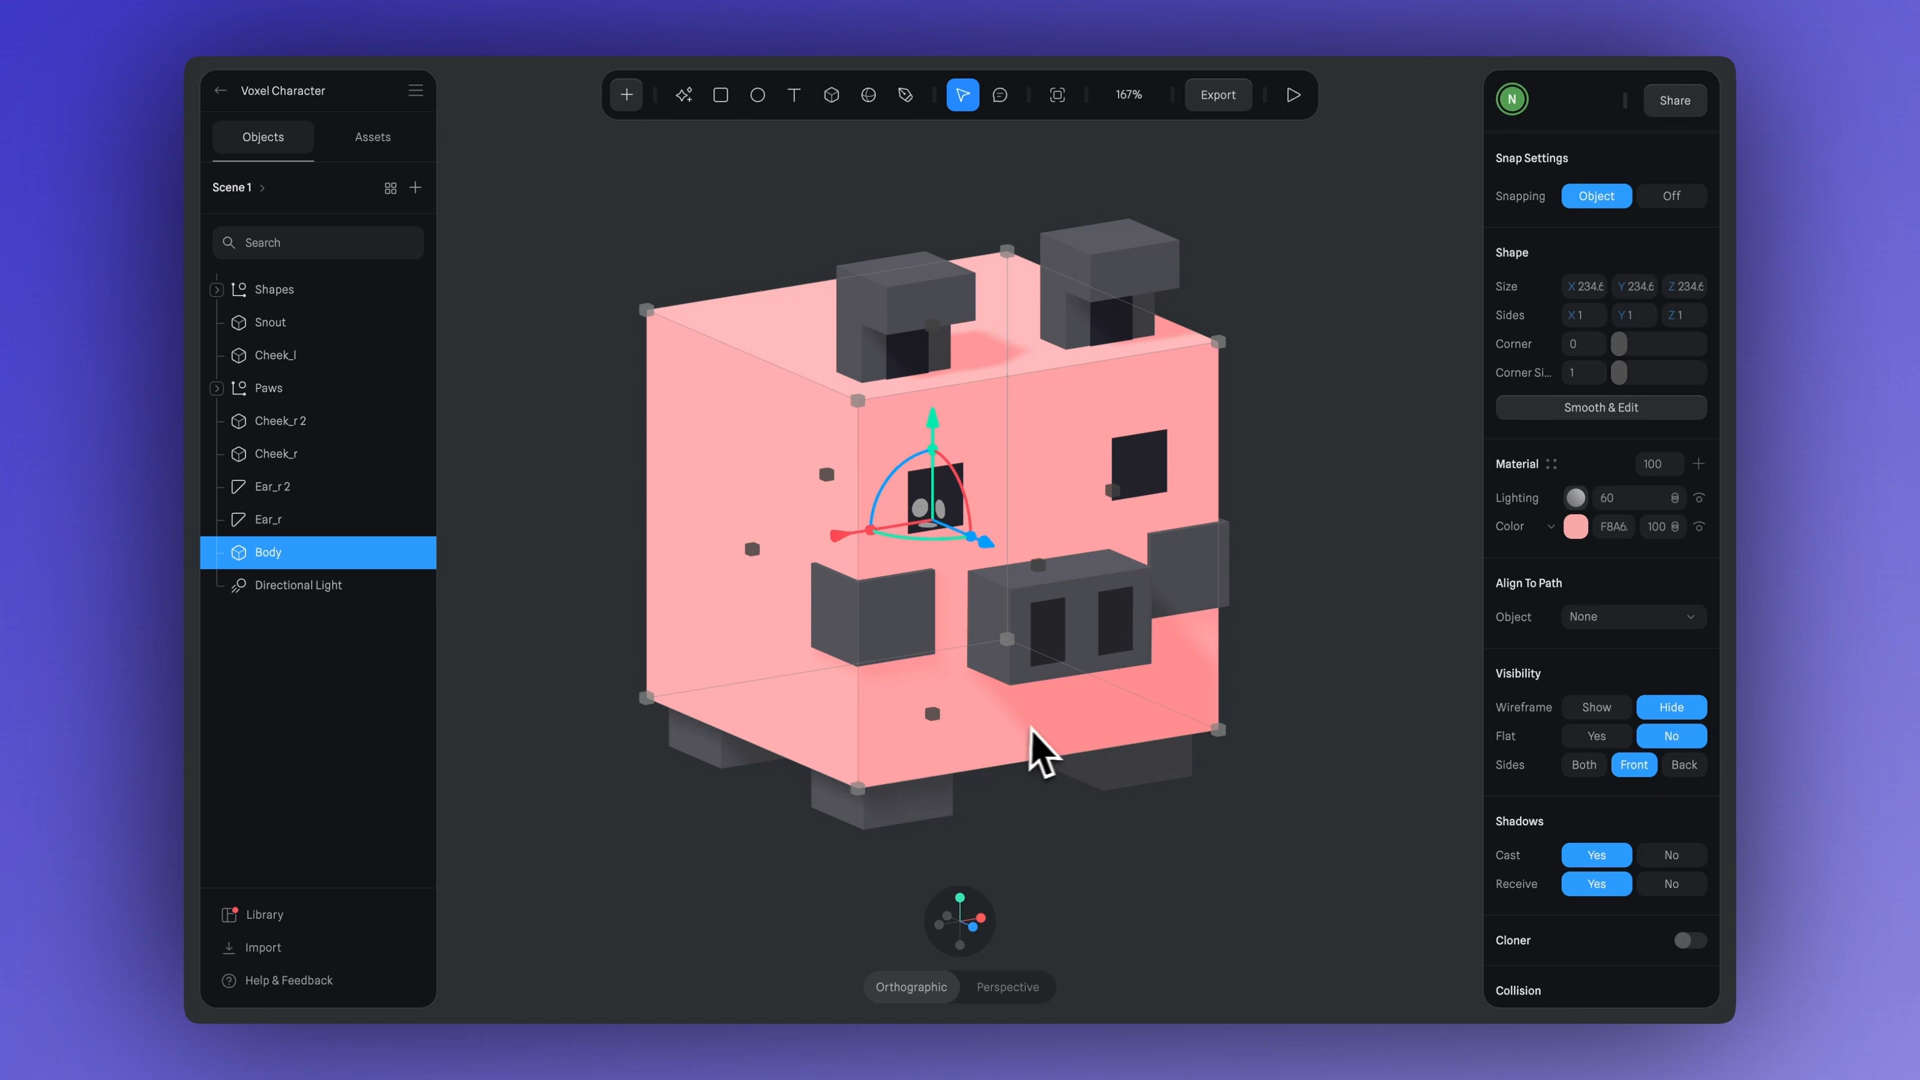 Voxel Character
Objects
Assets
Scene 1
Search
Shapes
Snout
Cheek_l
Paws
Cheek_r 2
Cheek_r
Ear_r 2
Ear_r
Body
Directional Light
Library
Import
Help & Feedback
167%
Export
Orthographic
Perspective
N
Share
Snap Settings
Snapping Object Off
Shape
Size X 234.6 Y 234.6 Z 234.6
Sides X 1 Y 1 Z 1
Corner 0
Corner Si... 1
Smooth & Edit
Material 100
Lighting 60
Color F8A6. 100
Align To Path
Object None
Visibility
Wireframe Show Hide
Flat Yes No
Sides Both Front Back
Shadows
Cast Yes No
Receive Yes No
Cloner
Collision